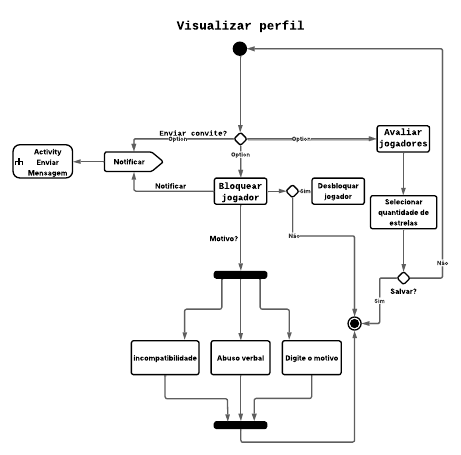 Visualizar perfil
Enviar convite?
Option
Option
Option
Avaliar
jogadores
Activity
Enviar
Mensagem
Notificar
Notificar
Bloquear
jogador
Sim
Desbloquar
jogador
Selecionar
quantidade de
estrelas
Motivo?
Não
Não
Salvar?
Sim
incompatibilidade
Abuso verbal
Digite o motivo